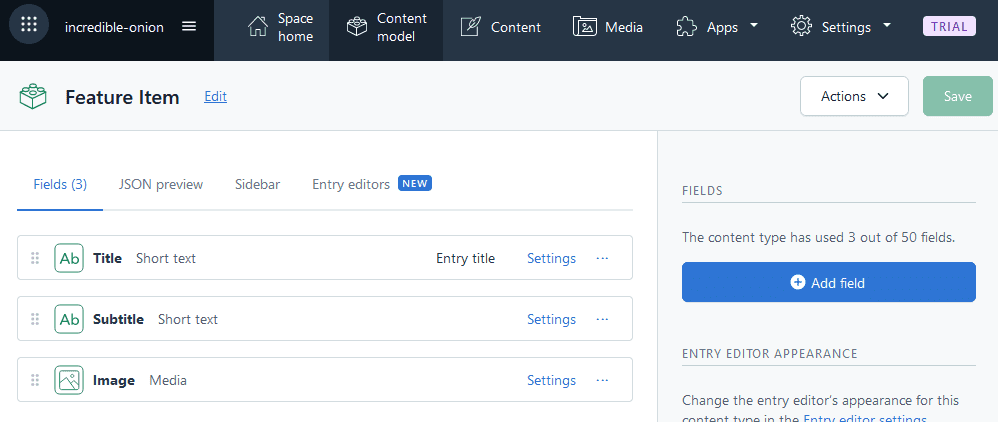 incredible-onion
Space home
Content model
Content
Media
Apps
Settings
TRIAL
Feature Item Edit
Actions
Save
Fields (3) JSON preview Sidebar Entry editors NEW
Ab Title Short text Entry title Settings ...
Ab Subtitle Short text Settings ...
Image Media Settings ...
FIELDS
The content type has used 3 out of 50 fields.
Add field
ENTRY EDITOR APPEARANCE
Change the entry editor's appearance for this
content type in the Entry editor settings